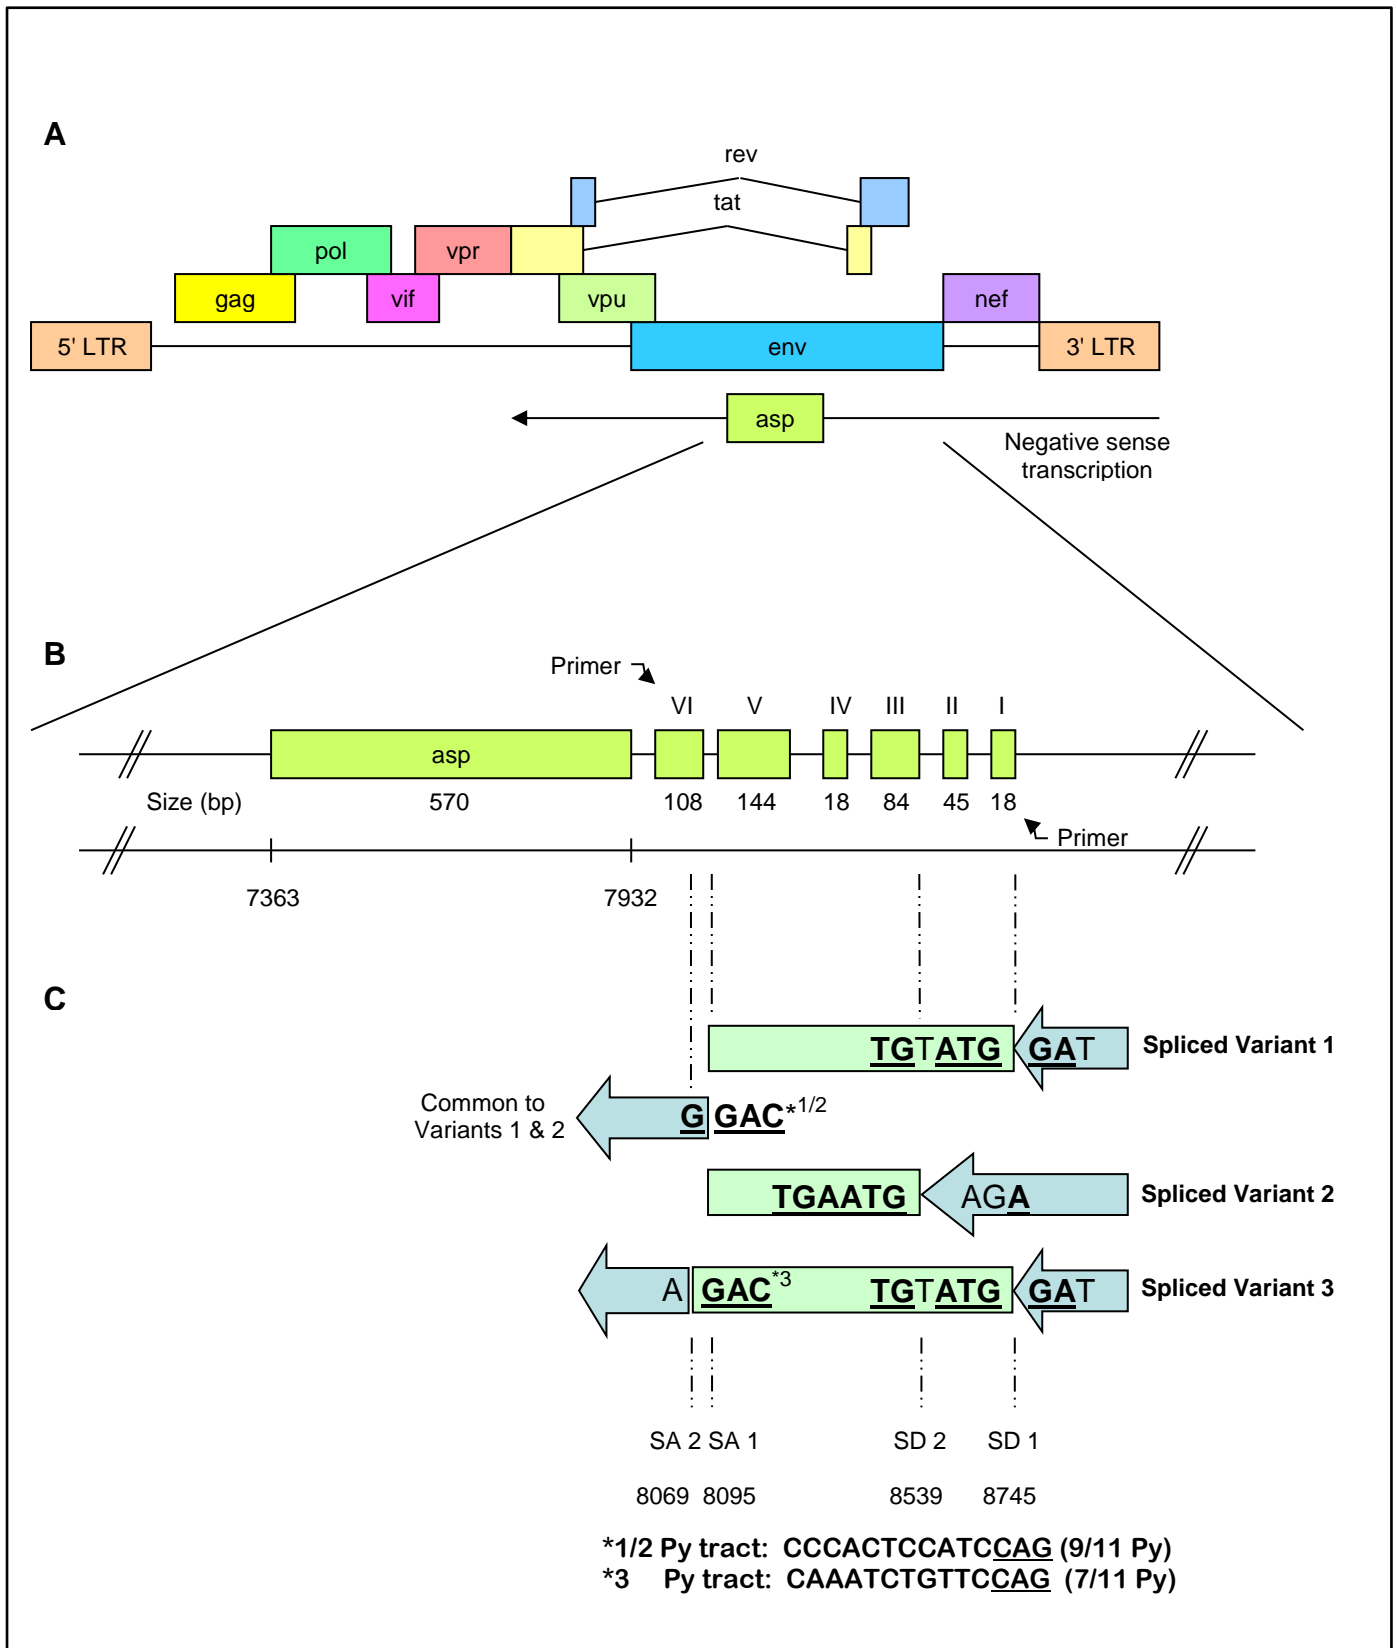 A
rev
tat
pol
vpr
gag
vif
vpu
nef
5' LTR
env
3' LTR
asp
Negative sense
transcription
B
Primer
VI V IV III II I
asp
Size (bp) 570 108 144 18 84 45 18
Primer
7363 7932
C
TGTATG GAT Spliced Variant 1
Common to
Variants 1 & 2
G GAC*1/2
TGAATG AGA Spliced Variant 2
A GAC*3 TGTATG GAT Spliced Variant 3
SA 2 SA 1 SD 2 SD 1
8069 8095 8539 8745
*1/2 Py tract: CCCACTCCATCCAG (9/11 Py)
*3 Py tract: CAAATCTGTTCCAG (7/11 Py)